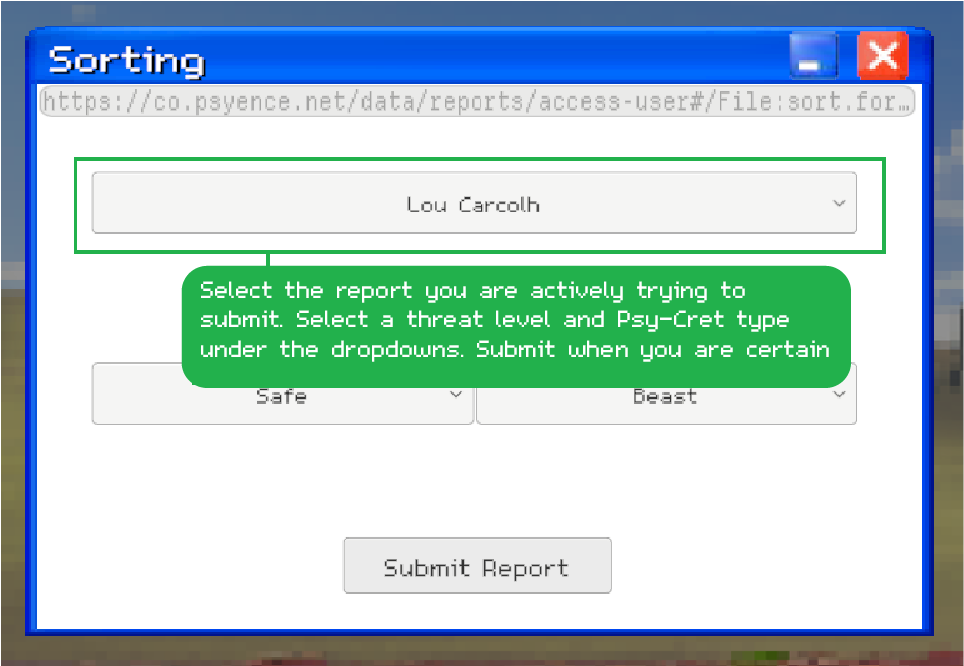 Sorting
https://co.psyence.net/data/reports/access-user#/File:sort.for…
Lou Carcolh
Select the report you are actively trying to
submit. Select a threat level and Psy-Cret type
under the dropdowns. Submit when you are certain
Safe
Beast
Submit Report